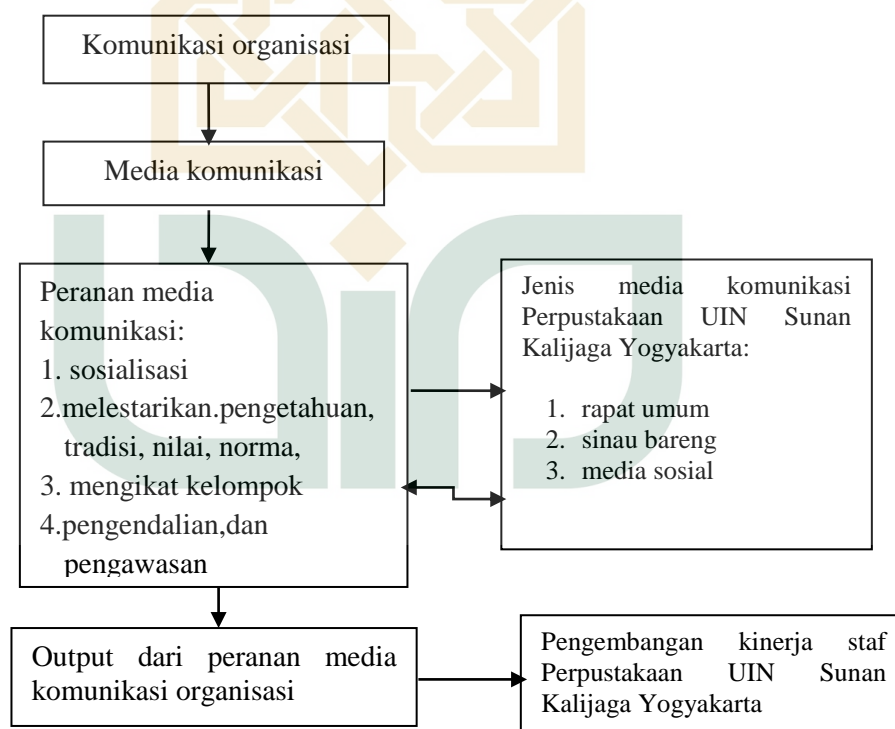 Komunikasi organisasi
Media komunikasi
Peranan media
komunikasi:
1. sosialisasi
2.melestarikan.pengetahuan,
tradisi, nilai, norma,
3. mengikat kelompok
4.pengendalian,dan
pengawasan
Jenis media komunikasi
Perpustakaan UIN Sunan
Kalijaga Yogyakarta:
1. rapat umum
2. sinau bareng
3. media sosial
Output dari peranan media
komunikasi organisasi
Pengembangan kinerja staf
Perpustakaan UIN Sunan
Kalijaga Yogyakarta